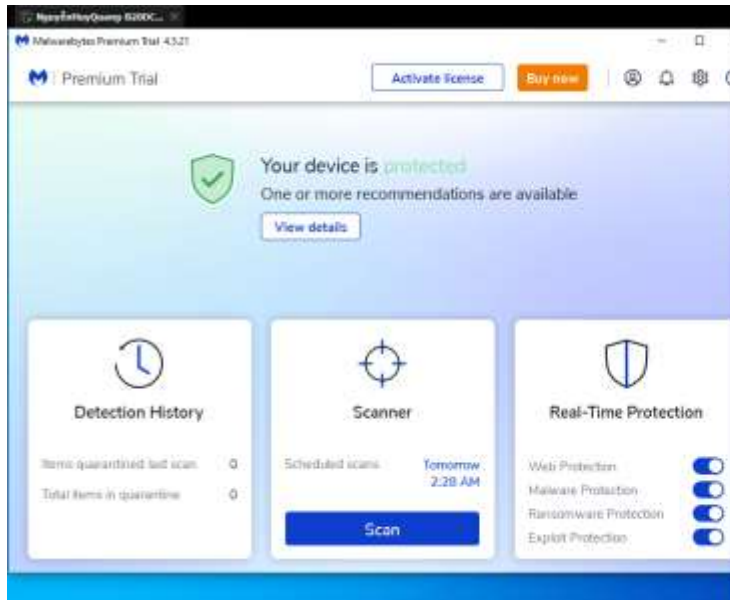 Malwarebytes Premium Trial 4.5.21
Premium Trial
Activate license
Buy now
Your device is protected
One or more recommendations are available
View details
Detection History
Items quarantined last scan 0
Total items in quarantine 0
Scanner
Scheduled scans Tomorrow
2:28 AM
Scan
Real-Time Protection
Web Protection
Malware Protection
Ransomware Protection
Exploit Protection